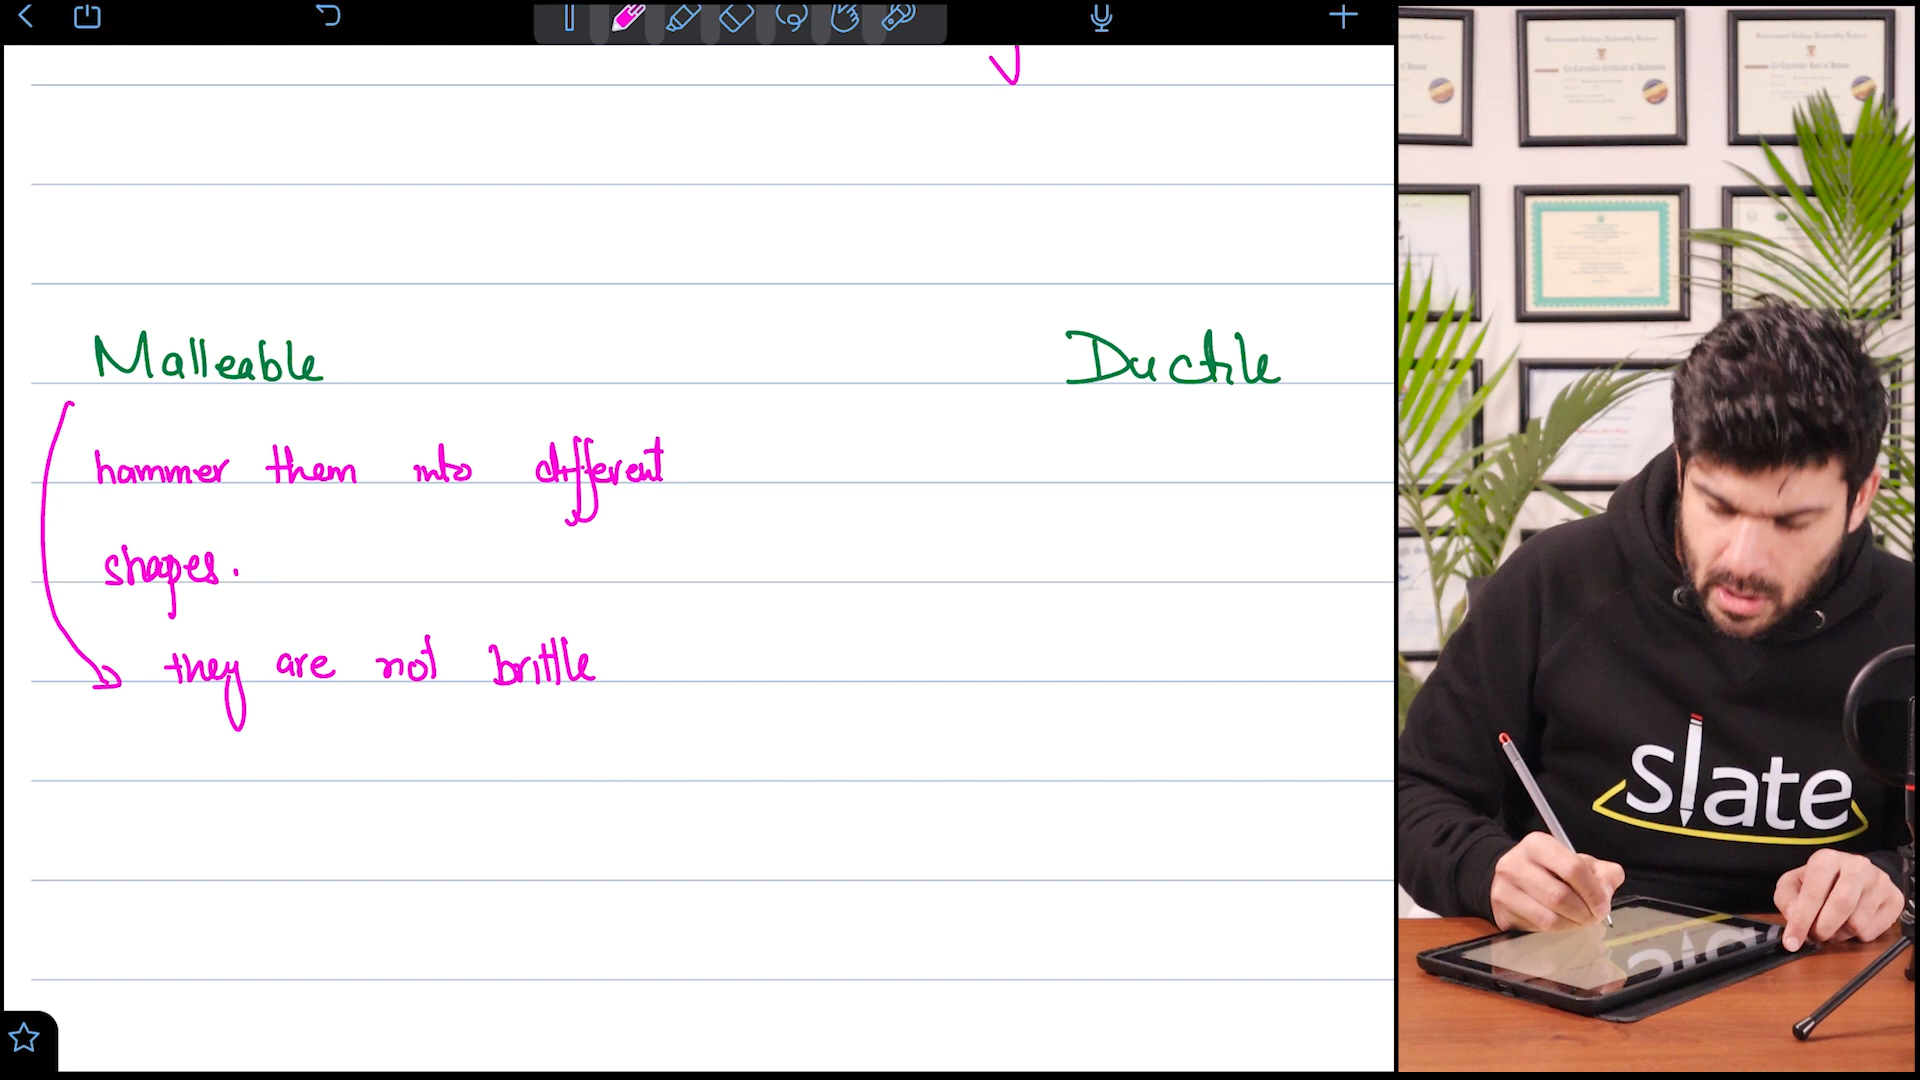 Malleable Ductile
hammer them into different
shapes.
they are not brittle
slate